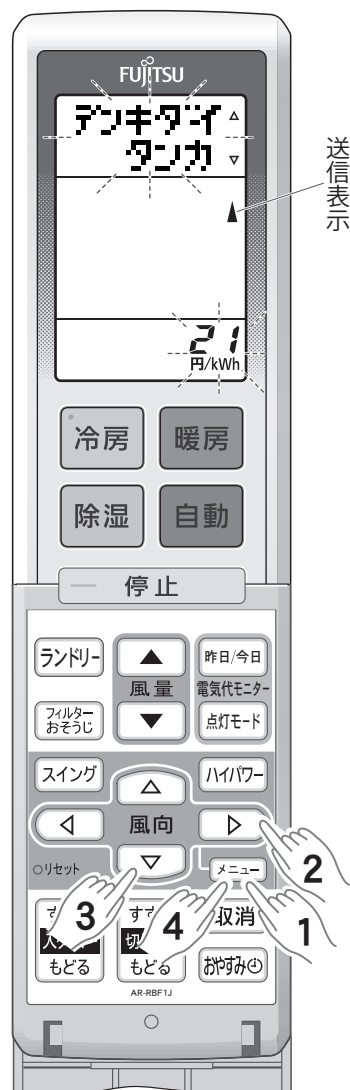 FUJITSU
デンキダイ
タンカ
送信表示
21
円/kWh
冷房
暖房
除湿
自動
停止
ランドリー
風量
昨日/今日
電気代モニター
フィルター
おそうじ
点灯モード
スイング
ハイパワー
風向
リセット
メニュー
2
3
4
1
もどる
もどる
取消
おやすみ
AR-RBF1J